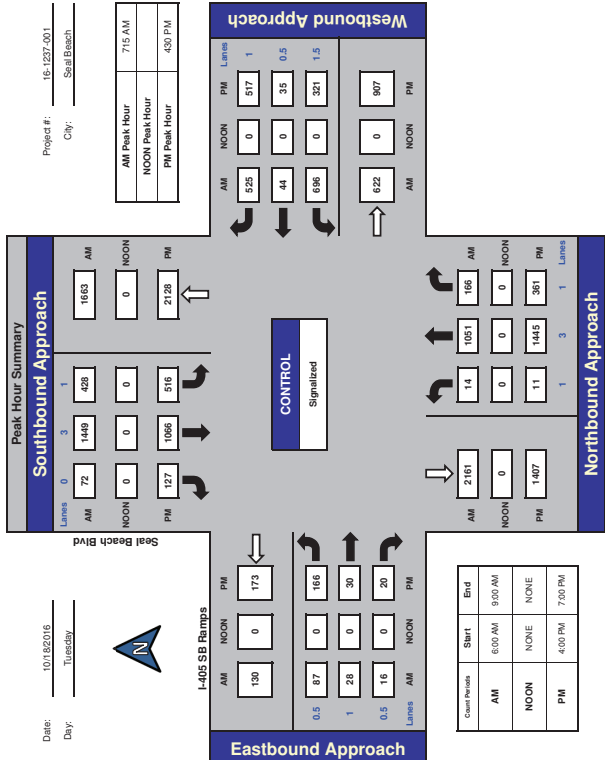 Peak Hour Summary
Date: 10/18/2016
Day: Tuesday
N
Project #: 16-1237-001
City: Seal Beach
AM Peak Hour 715 AM
NOON Peak Hour
PM Peak Hour 430 PM
Southbound Approach
Lanes 0 3 1
AM 72 1449 428 1663 AM
NOON 0 0 0 0 NOON
PM 127 1066 516 2128 PM
Seal Beach Blvd
Westbound Approach
AM NOON PM Lanes
525 0 517 1
44 0 35 0.5
696 0 321 1.5
622 0 907
AM NOON PM
CONTROL
Signalized
I-405 SB Ramps
AM NOON PM
130 0 173
0.5 87 0 166
1 28 0 30
0.5 16 0 20
Lanes AM NOON PM
Eastbound Approach
AM 2161 14 1051 166 AM
NOON 0 0 0 0 NOON
PM 1407 11 1445 361 PM
1 3 1 Lanes
Northbound Approach
Count Periods Start End
AM 6:00 AM 9:00 AM
NOON NONE NONE
PM 4:00 PM 7:00 PM